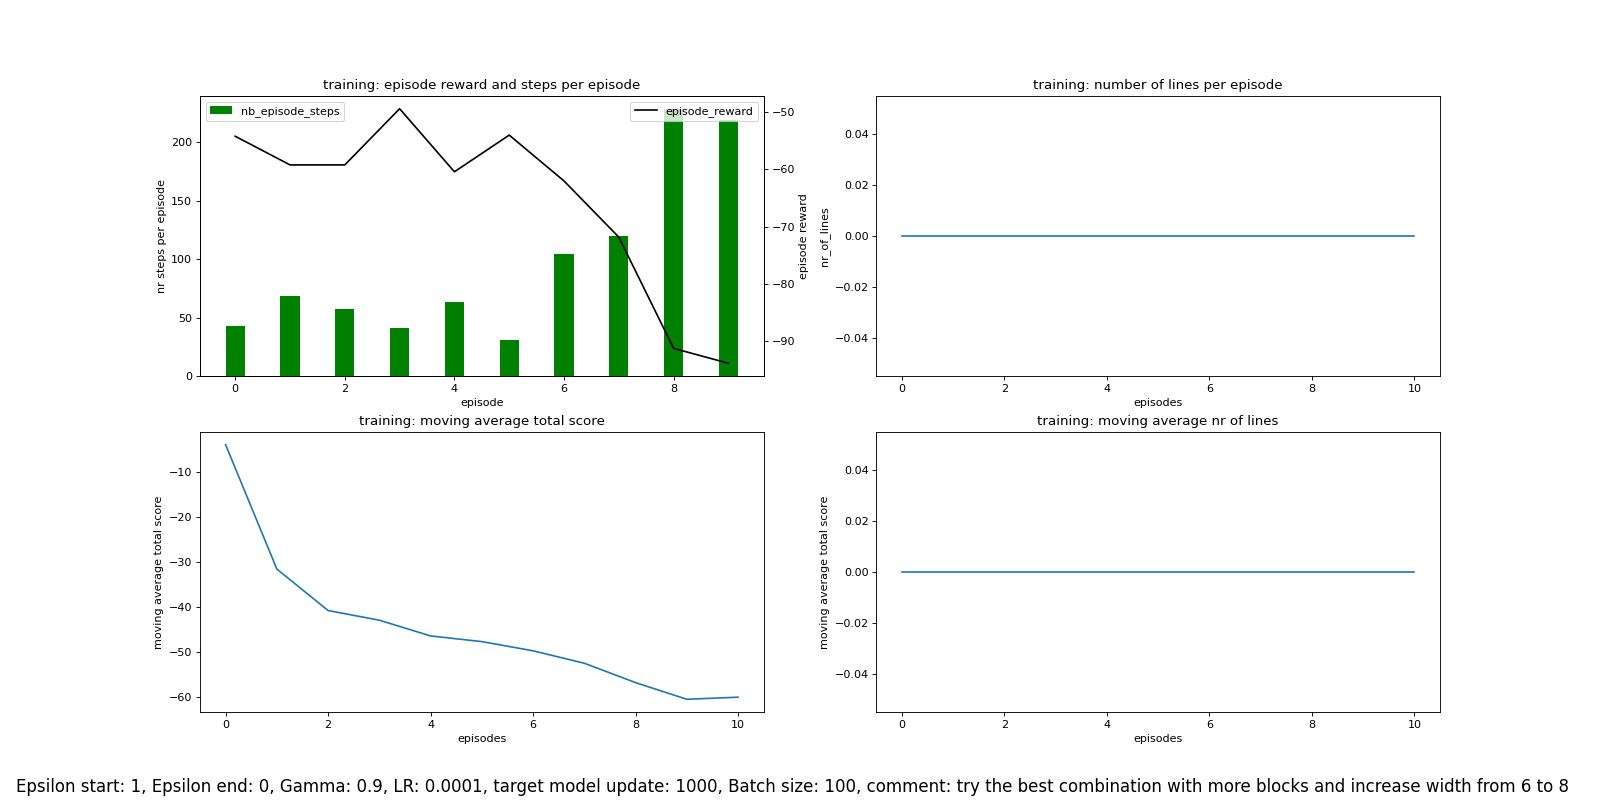 training: episode reward and steps per episode
nb_episode_steps
episode_reward
200
150
100
50
0
nr steps per episode
−50
−60
−70
−80
−90
episode reward
0 2 4 6 8
episode
training: number of lines per episode
0.04
0.02
0.00
−0.02
−0.04
nr_of_lines
0 2 4 6 8 10
episodes
training: moving average total score
−10
−20
−30
−40
−50
−60
moving average total score
0 2 4 6 8 10
episodes
training: moving average nr of lines
0.04
0.02
0.00
−0.02
−0.04
moving average total score
0 2 4 6 8 10
episodes
Epsilon start: 1, Epsilon end: 0, Gamma: 0.9, LR: 0.0001, target model update: 1000, Batch size: 100, comment: try the best combination with more blocks and increase width from 6 to 8